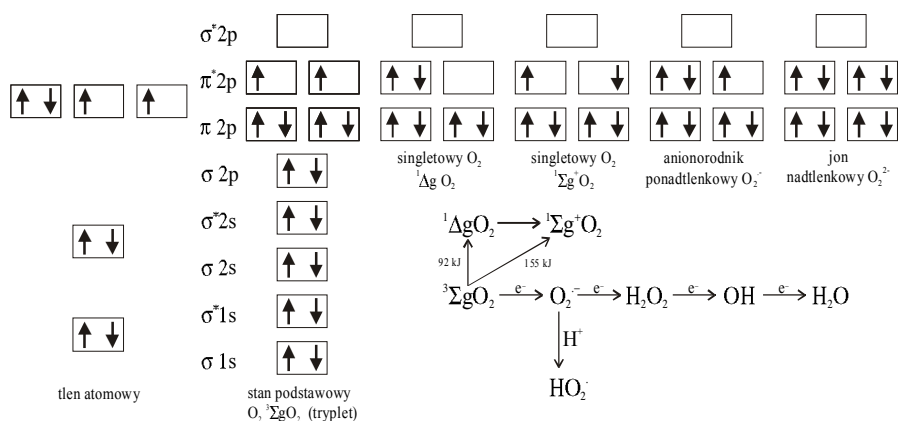 σ*2p
π*2p
π 2p
σ 2p
σ*2s
σ 2s
σ*1s
σ 1s
tlen atomowy
stan podstawowy
O, ³ΣgO, (tryplet)
singletowy O₂
¹Δg O₂
singletowy O₂
¹Σg⁺O₂
anionorodnik
ponadtlenkowy O₂·⁻
jon
nadtlenkowy O₂²⁻
¹ΔgO₂ ¹Σg⁺O₂
92 kJ 155 kJ
³ΣgO₂ e⁻ O₂·⁻ e⁻ H₂O₂ e⁻ OH e⁻ H₂O
H⁺
HO₂·